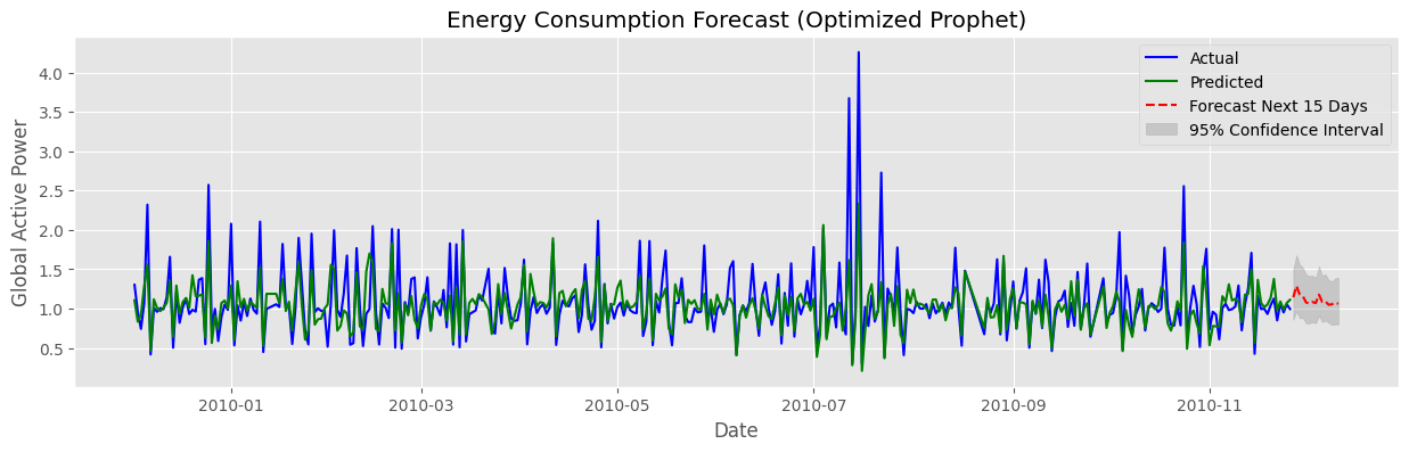 Energy Consumption Forecast (Optimized Prophet)
Actual
Predicted
Forecast Next 15 Days
95% Confidence Interval
Global Active Power
4.0
3.5
3.0
2.5
2.0
1.5
1.0
0.5
2010-01 2010-03 2010-05 2010-07 2010-09 2010-11
Date